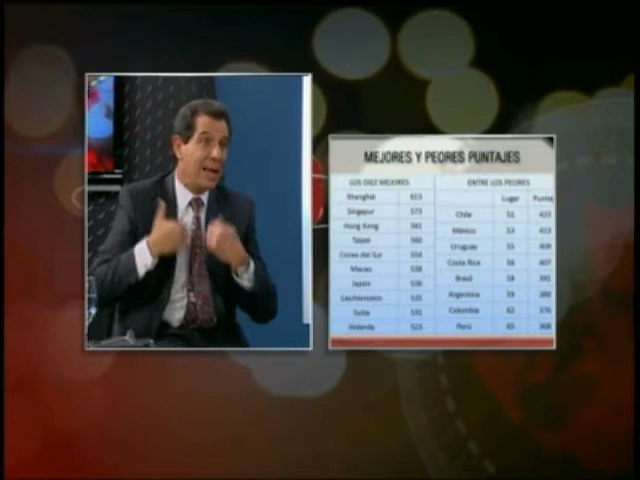 MEJORES Y PEORES PUNTAJES
LOS DIEZ MEJORES
Shanghai 613
Singapur 573
Hong Kong 561
Taipei 560
Corea del Sur 554
Macao 538
Japón 536
Liechtenstein 535
Suiza 531
Holanda 523
ENTRE LOS PEORES
Lugar Puntaj
Chile 51 423
México 53 413
Uruguay 55 409
Costa Rica 56 407
Brasil 58 391
Argentina 59 388
Colombia 62 376
Perú 65 368